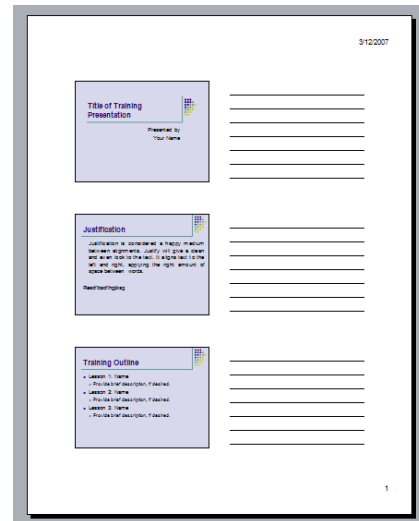 3/12/2007
Title of Training
Presentation
Presented by
Your Name
Justification
Justification is considered a happy medium
between alignments. Justify will give a clean
and even look to the text. It aligns text to the
left and right, applying the right amount of
space between words.
Training Outline
• Lesson 1: Name
– Provide brief description, if desired.
• Lesson 2: Name
– Provide brief description, if desired.
• Lesson 3: Name
– Provide brief description, if desired.
1